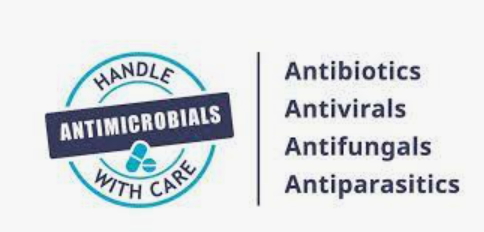 HANDLE
ANTIMICROBIALS
WITH CARE
Antibiotics
Antivirals
Antifungals
Antiparasitics